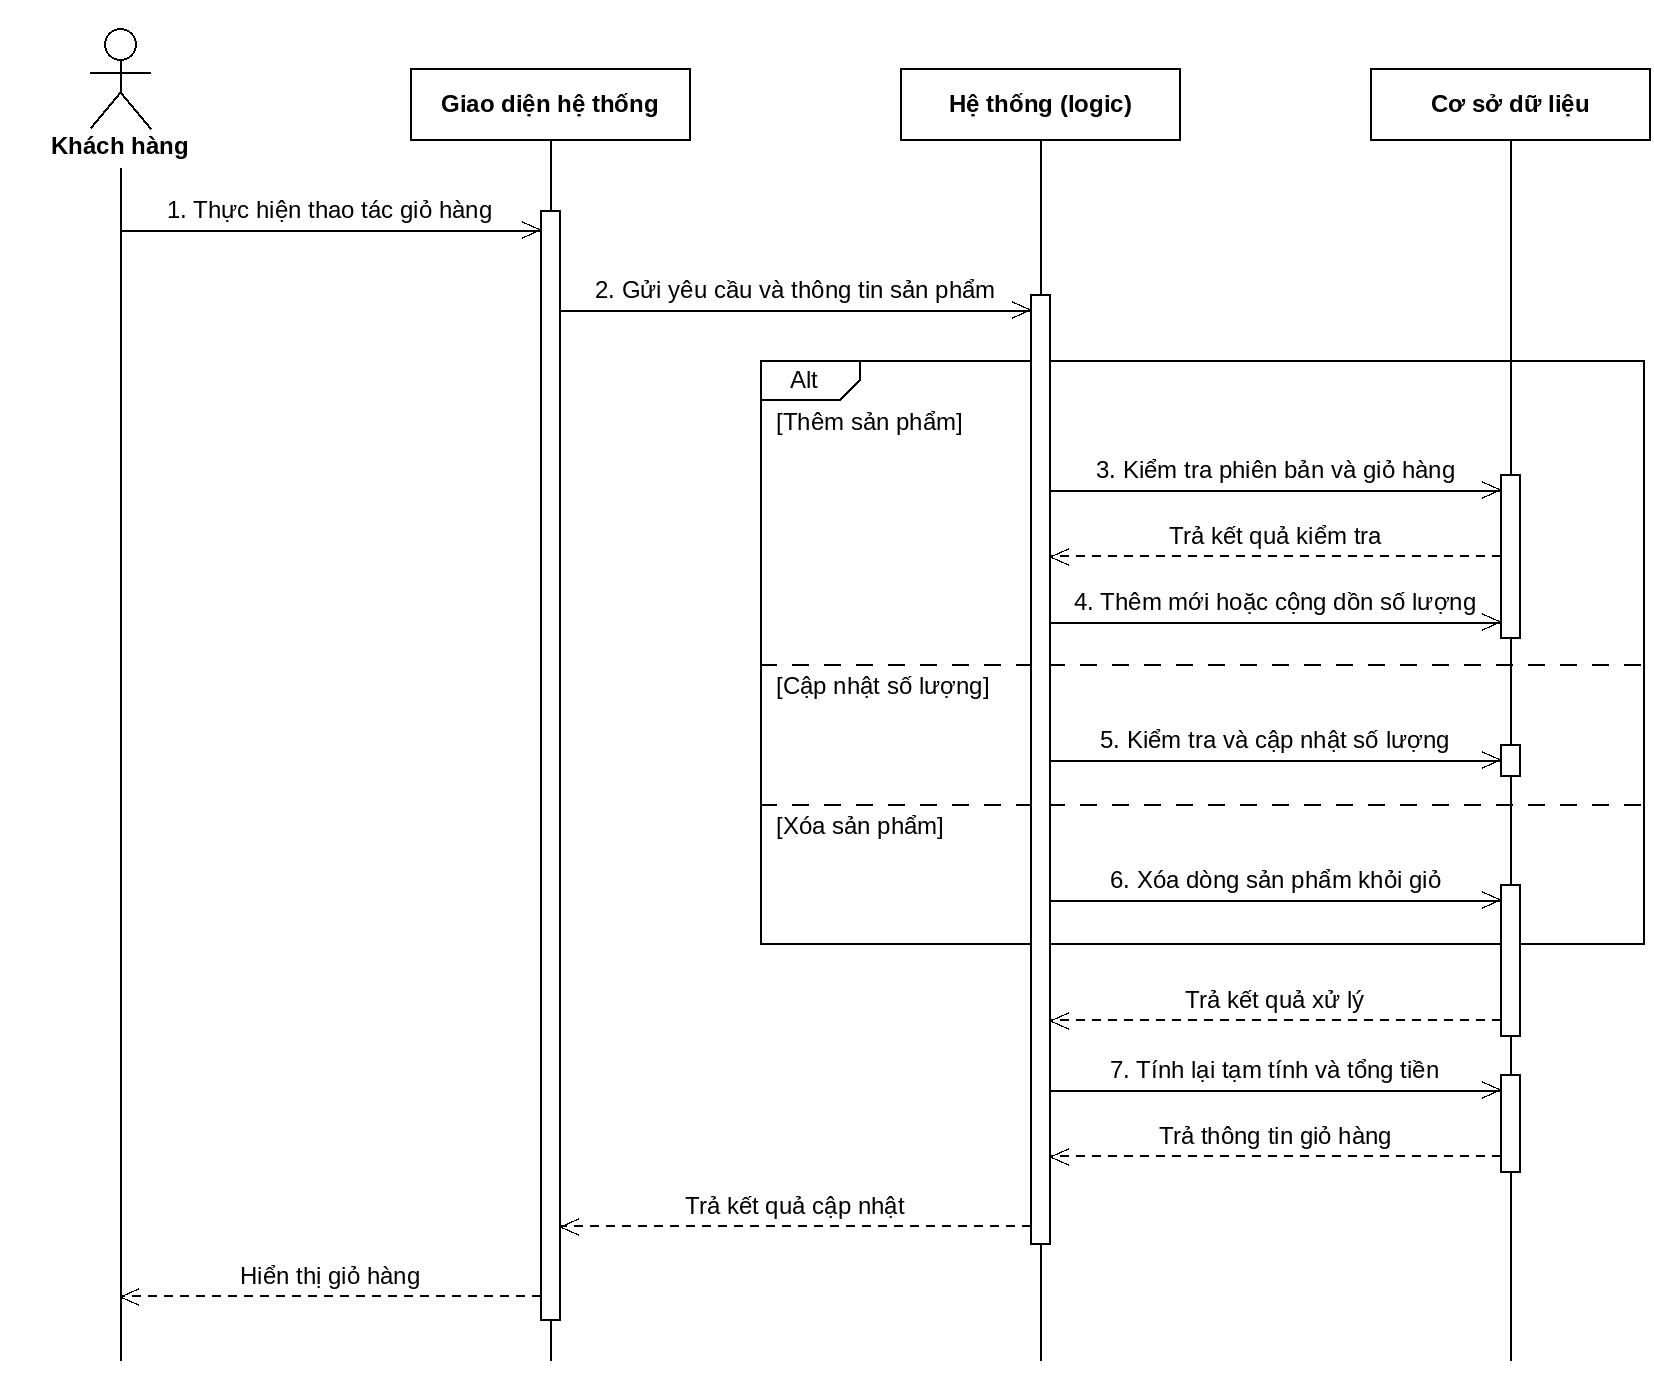 Khách hàng
Giao diện hệ thống
Hệ thống (logic)
Cơ sở dữ liệu
1. Thực hiện thao tác giỏ hàng
2. Gửi yêu cầu và thông tin sản phẩm
Alt
[Thêm sản phẩm]
3. Kiểm tra phiên bản và giỏ hàng
Trả kết quả kiểm tra
4. Thêm mới hoặc cộng dồn số lượng
[Cập nhật số lượng]
5. Kiểm tra và cập nhật số lượng
[Xóa sản phẩm]
6. Xóa dòng sản phẩm khỏi giỏ
Trả kết quả xử lý
7. Tính lại tạm tính và tổng tiền
Trả thông tin giỏ hàng
Trả kết quả cập nhật
Hiển thị giỏ hàng